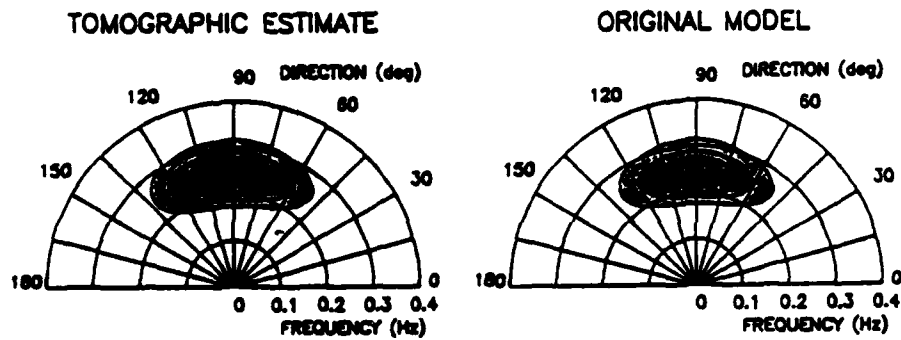 TOMOGRAPHIC ESTIMATE
90 DIRECTION (deg)
120
60
150
30
180
0
0 0.1 0.2 0.3 0.4
FREQUENCY (Hz)
ORIGINAL MODEL
90 DIRECTION (deg)
120
60
150
30
180
0
0 0.1 0.2 0.3 0.4
FREQUENCY (Hz)